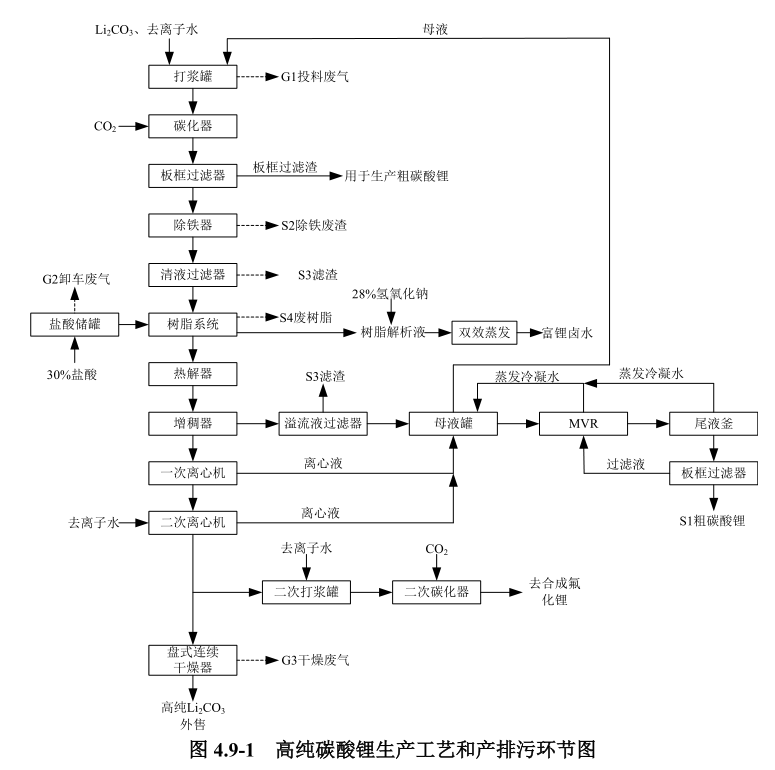 Li₂CO₃、去离子水
母液
打浆罐
G1投料废气
CO₂
碳化器
板框过滤器
板框过滤渣
用于生产粗碳酸锂
除铁器
S2除铁废渣
G2卸车废气
清液过滤器
S3滤渣
28%氢氧化钠
盐酸储罐
树脂系统
S4废树脂
树脂解析液
双效蒸发
富锂卤水
30%盐酸
热解器
S3滤渣
蒸发冷凝水
蒸发冷凝水
增稠器
溢流液过滤器
母液罐
MVR
尾液釜
一次离心机
离心液
过滤液
板框过滤器
去离子水
二次离心机
离心液
S1粗碳酸锂
去离子水
CO₂
二次打浆罐
二次碳化器
去合成氟
化锂
盘式连续
干燥器
G3干燥废气
高纯Li₂CO₃
外售
图 4.9-1 高纯碳酸锂生产工艺和产排污环节图